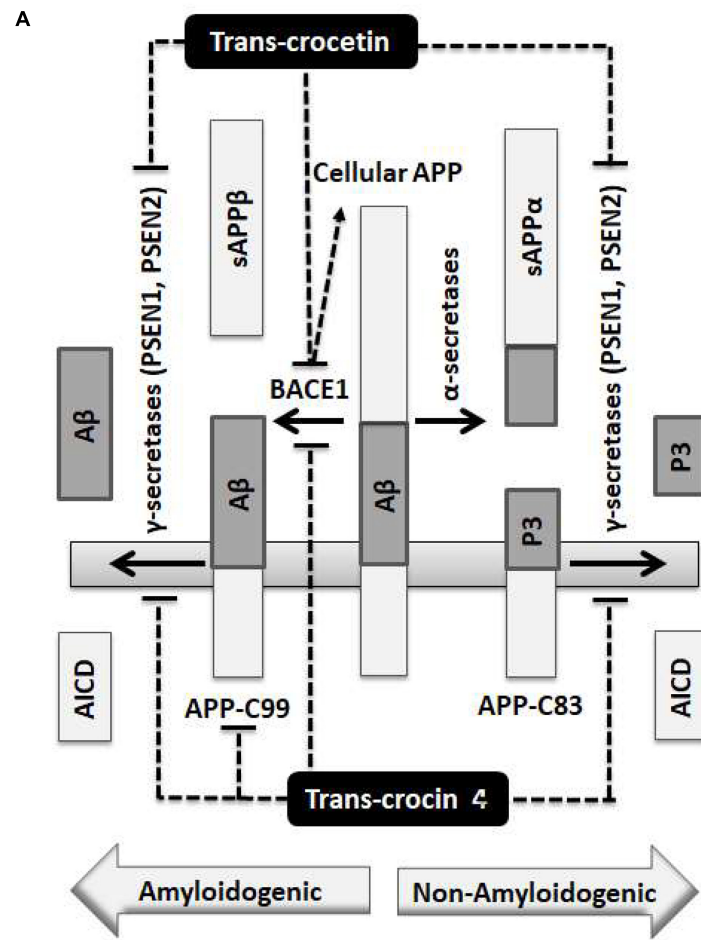 A
Trans-crocetin
Cellular APP
sAPPβ
sAPPα
γ-secretases (PSEN1, PSEN2)
α-secretases
γ-secretases (PSEN1, PSEN2)
BACE1
Aβ
Aβ
Aβ
P3
P3
AICD
APP-C99
APP-C83
AICD
Trans-crocin 4
Amyloidogenic
Non-Amyloidogenic